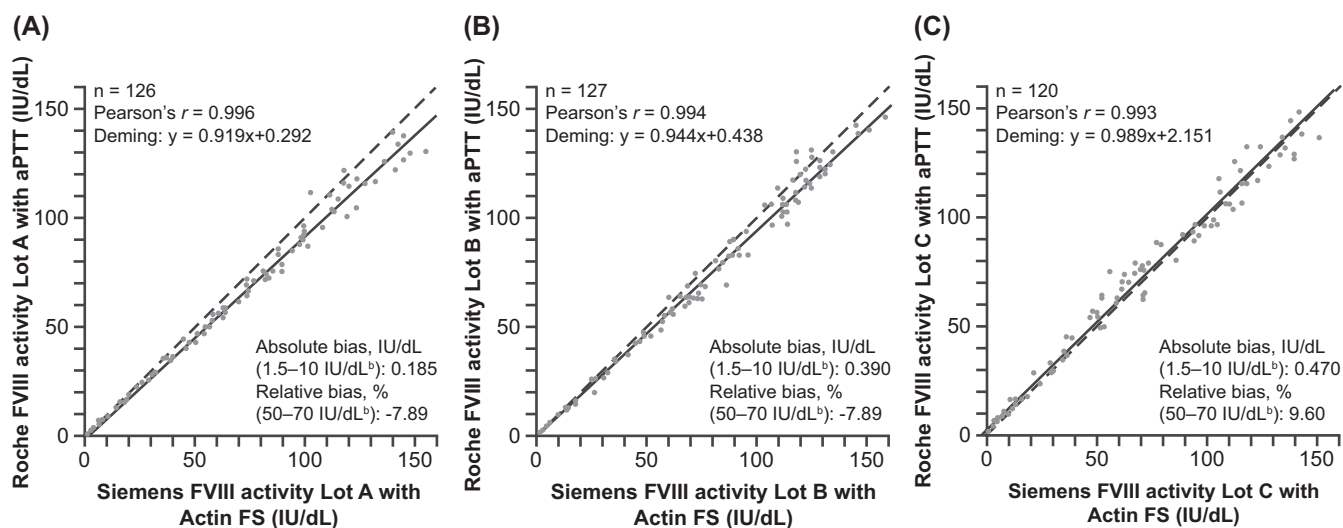 (A)
Roche FVIII activity Lot A with aPTT (IU/dL)
150
100
50
0
n = 126
Pearson's r = 0.996
Deming: y = 0.919x+0.292
Absolute bias, IU/dL
(1.5–10 IU/dLᵇ): 0.185
Relative bias, %
(50–70 IU/dLᵇ): -7.89
0 50 100 150
Siemens FVIII activity Lot A with
Actin FS (IU/dL)
(B)
Roche FVIII activity Lot B with aPTT (IU/dL)
150
100
50
0
n = 127
Pearson's r = 0.994
Deming: y = 0.944x+0.438
Absolute bias, IU/dL
(1.5–10 IU/dLᵇ): 0.390
Relative bias, %
(50–70 IU/dLᵇ): -7.89
0 50 100 150
Siemens FVIII activity Lot B with
Actin FS (IU/dL)
(C)
Roche FVIII activity Lot C with aPTT (IU/dL)
150
100
50
0
n = 120
Pearson's r = 0.993
Deming: y = 0.989x+2.151
Absolute bias, IU/dL
(1.5–10 IU/dLᵇ): 0.470
Relative bias, %
(50–70 IU/dLᵇ): 9.60
0 50 100 150
Siemens FVIII activity Lot C with
Actin FS (IU/dL)